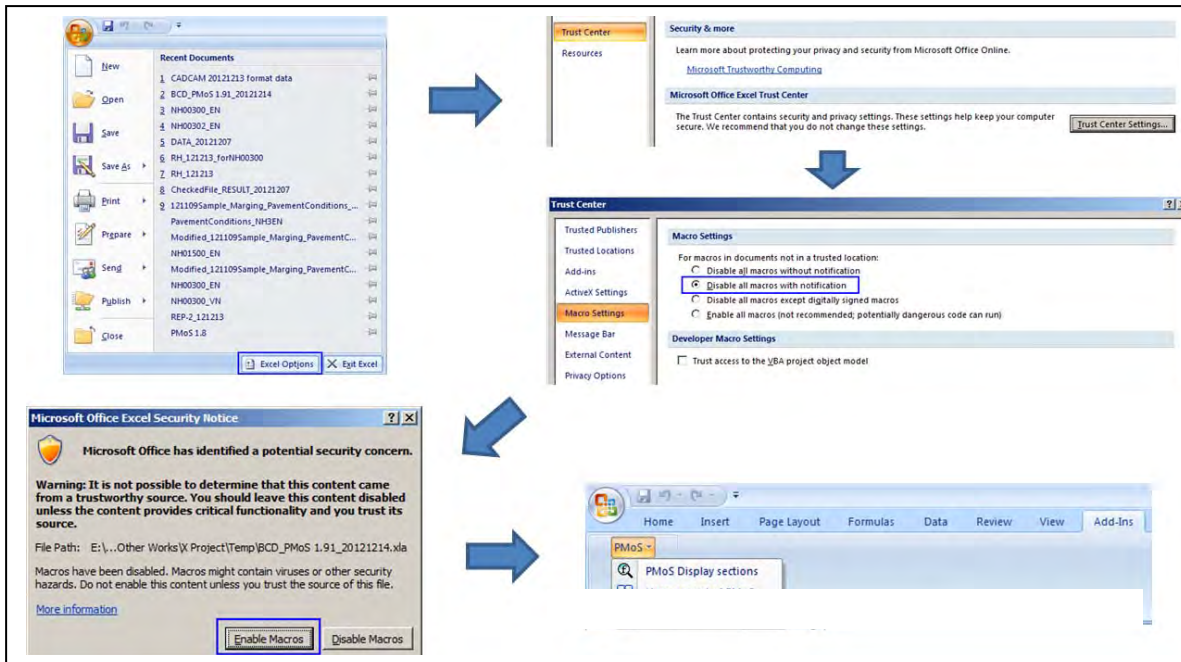 Recent Documents
New
1 CADCAM 20121213 format data
2 BCD_PMoS 1.91_20121214
Open
3 NH00300_EN
4 NH00302_EN
Save
5 DATA_20121207
6 RH_121213_forNH00300
Save As
7 RH_121213
8 CheckedFile_RESULT_20121207
Print
9 121109Sample_Marging_PavementConditions_...
PavementConditions_NH3EN
Prepare
Modified_121109Sample_Marging_PavementC...
NH01500_EN
Send
Modified_121109Sample_Marging_PavementC...
NH00300_EN
Publish
NH00300_VN
REP-2_121213
Close
PMoS 1.8
Excel Options
Exit Excel
Trust Center
Resources
Security & more
Learn more about protecting your privacy and security from Microsoft Office Online.
Microsoft Trustworthy Computing
Microsoft Office Excel Trust Center
The Trust Center contains security and privacy settings. These settings help keep your computer
secure. We recommend that you do not change these settings.
Trust Center Settings...
Trust Center
Trusted Publishers
Trusted Locations
Add-ins
ActiveX Settings
Macro Settings
Message Bar
External Content
Privacy Options
Macro Settings
For macros in documents not in a trusted location:
Disable all macros without notification
Disable all macros with notification
Disable all macros except digitally signed macros
Enable all macros (not recommended; potentially dangerous code can run)
Developer Macro Settings
Trust access to the VBA project object model
Microsoft Office Excel Security Notice
Microsoft Office has identified a potential security concern.
Warning: It is not possible to determine that this content came
from a trustworthy source. You should leave this content disabled
unless the content provides critical functionality and you trust its
source.
File Path: E:\...Other Works\X Project\Temp\BCD_PMoS 1.91_20121214.xla
Macros have been disabled. Macros might contain viruses or other security
hazards. Do not enable this content unless you trust the source of this file.
More information
Enable Macros
Disable Macros
Home Insert Page Layout Formulas Data Review View Add-Ins
PMoS
PMoS Display sections